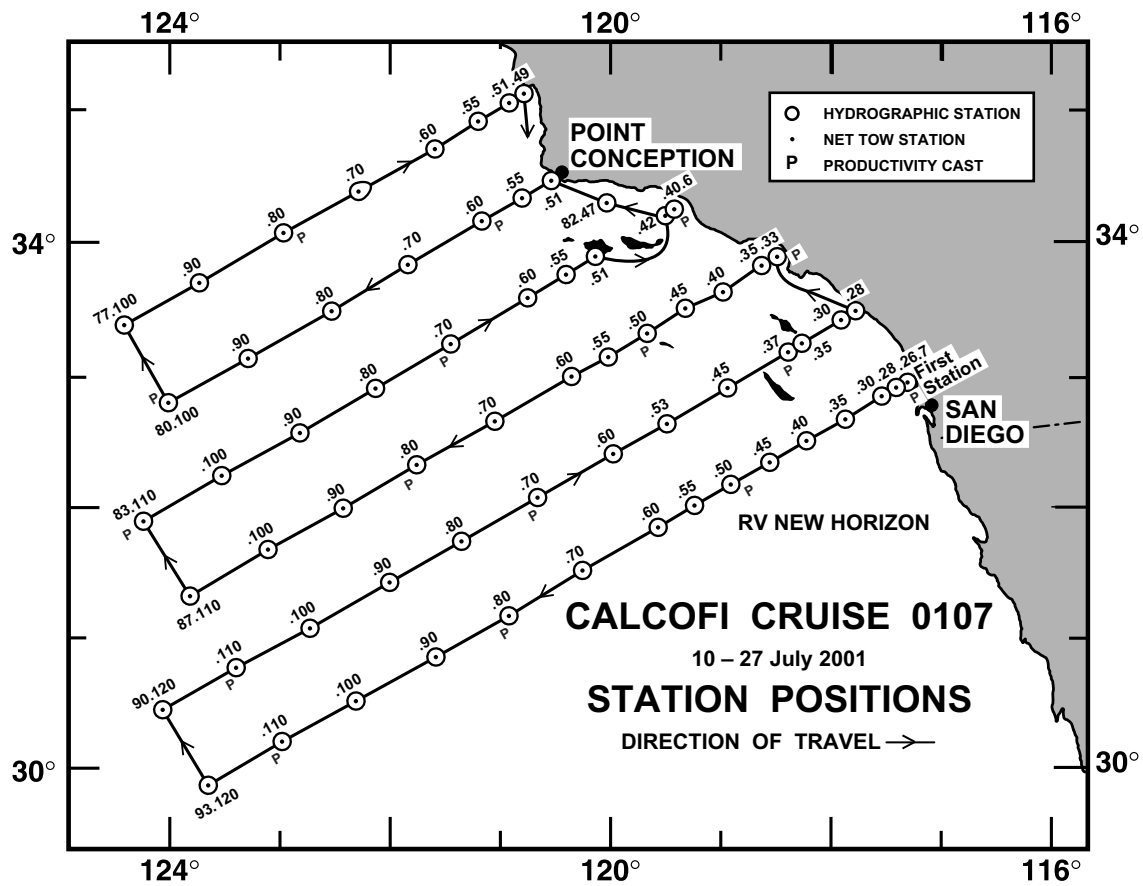 124° 120° 116°
.51 .49
.55
.60
.70
.80
P
.90
77.100
POINT
CONCEPTION
HYDROGRAPHIC STATION
NET TOW STATION
P PRODUCTIVITY CAST
34° 34°
.51
.55
.60
P
.70
.80
.90
P
80.100
82.47
.42
.40.6
P
.51
.55
.60
.70
P
.80
.90
.100
83.110
P
.35 .33
P
.40
.45
.50
P
.55
.60
.70
.80
P
.90
.100
87.110
.28
.30
.35
.37
P
.45
.53
.60
.70
P
.80
.90
.100
.110
P
90.120
.30 .28 .26.7
First
Station
P
SAN
DIEGO
.35
.40
.45
P
.50
.55
.60
.70
.80
P
.90
.100
.110
P
93.120
RV NEW HORIZON
CALCOFI CRUISE 0107
10 – 27 July 2001
STATION POSITIONS
DIRECTION OF TRAVEL
30° 30°
124° 120° 116°